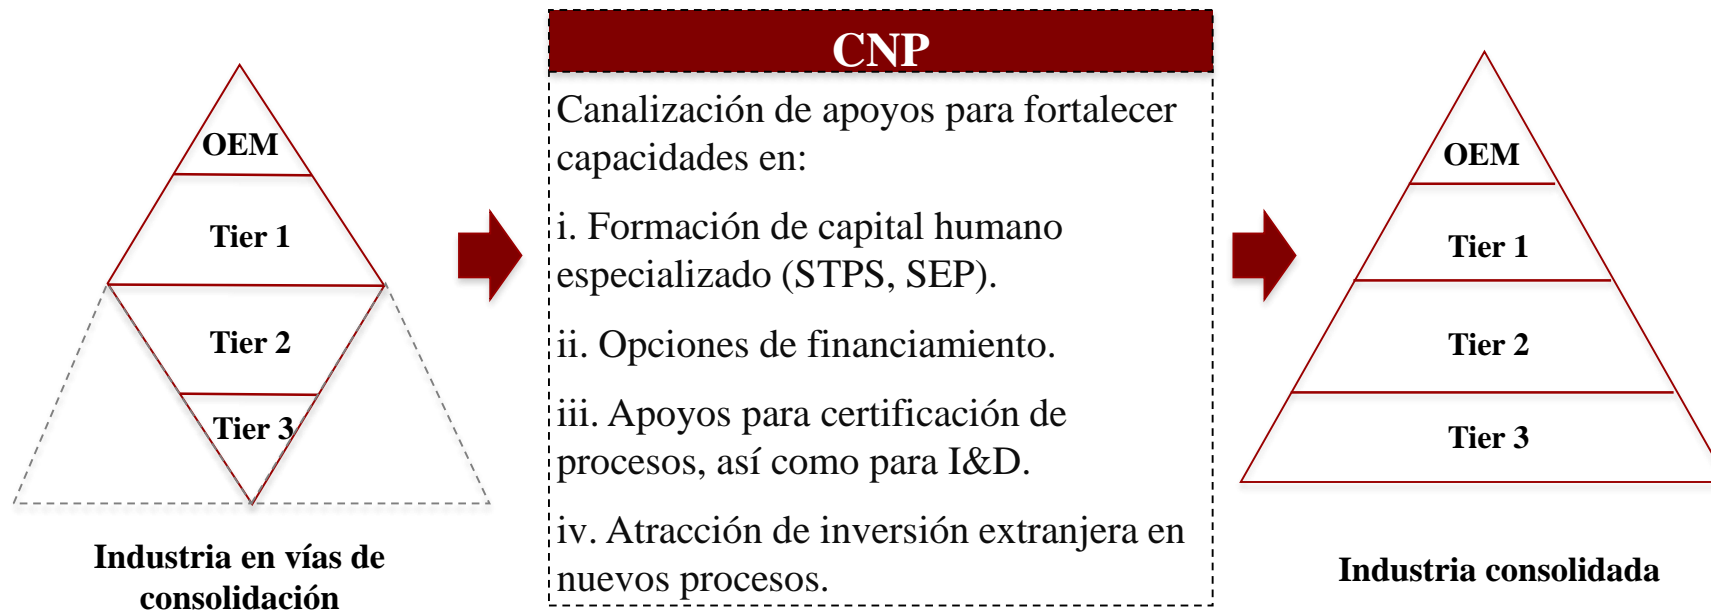 OEM
Tier 1
Tier 2
Tier 3
Industria en vías de
consolidación
CNP
Canalización de apoyos para fortalecer
capacidades en:
i. Formación de capital humano
especializado (STPS, SEP).
ii. Opciones de financiamiento.
iii. Apoyos para certificación de
procesos, así como para I&D.
iv. Atracción de inversión extranjera en
nuevos procesos.
OEM
Tier 1
Tier 2
Tier 3
Industria consolidada